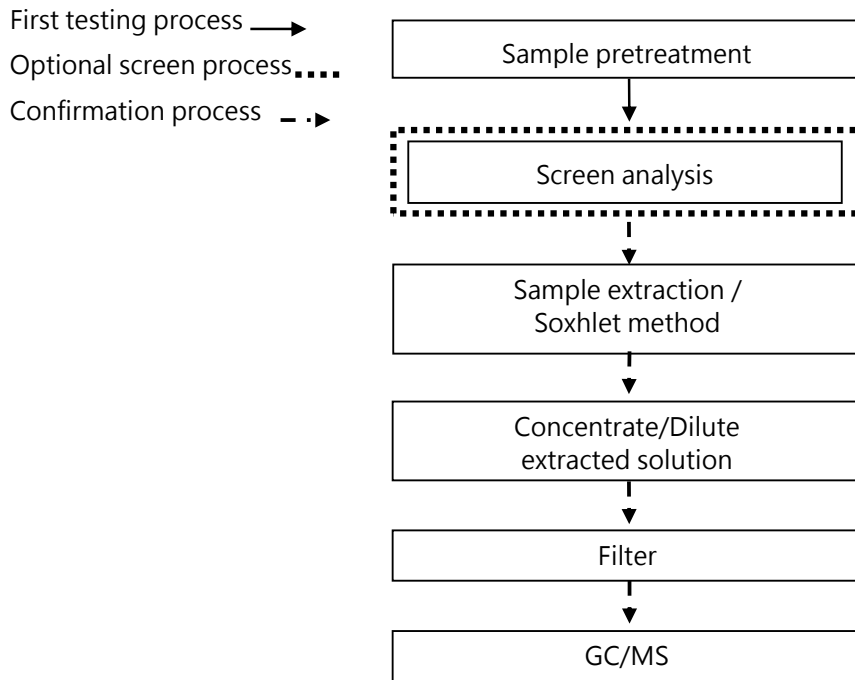 First testing process
Optional screen process
Confirmation process
Sample pretreatment
Screen analysis
Sample extraction /
Soxhlet method
Concentrate/Dilute
extracted solution
Filter
GC/MS